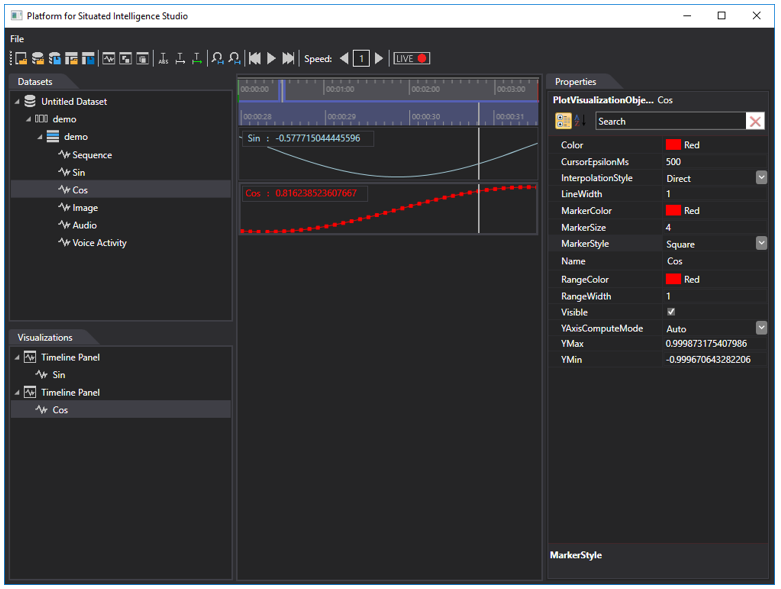 Platform for Situated Intelligence Studio
File
ABS
Speed: 1 LIVE
Datasets
Untitled Dataset
demo
demo
Sequence
Sin
Cos
Image
Audio
Voice Activity
Visualizations
Timeline Panel
Sin
Timeline Panel
Cos
00:00:00 00:01:00 00:02:00 00:03:00
00:00:28 00:00:29 00:00:30 00:00:31
Sin : -0.577715044445596
Cos : 0.816238523607667
Properties
PlotVisualizationObje... Cos
Search
Color Red
CursorEpsilonMs 500
InterpolationStyle Direct
LineWidth 1
MarkerColor Red
MarkerSize 4
MarkerStyle Square
Name Cos
RangeColor Red
RangeWidth 1
Visible
YAxisComputeMode Auto
YMax 0.999873175407986
YMin -0.999670643282206
MarkerStyle